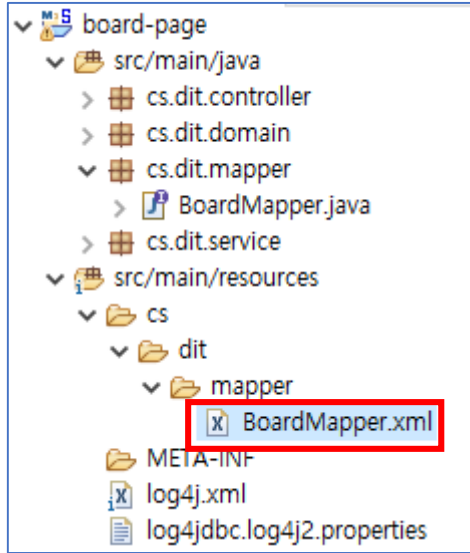 board-page
src/main/java
cs.dit.controller
cs.dit.domain
cs.dit.mapper
BoardMapper.java
cs.dit.service
src/main/resources
cs
dit
mapper
BoardMapper.xml
META-INF
log4j.xml
log4jdbc.log4j2.properties